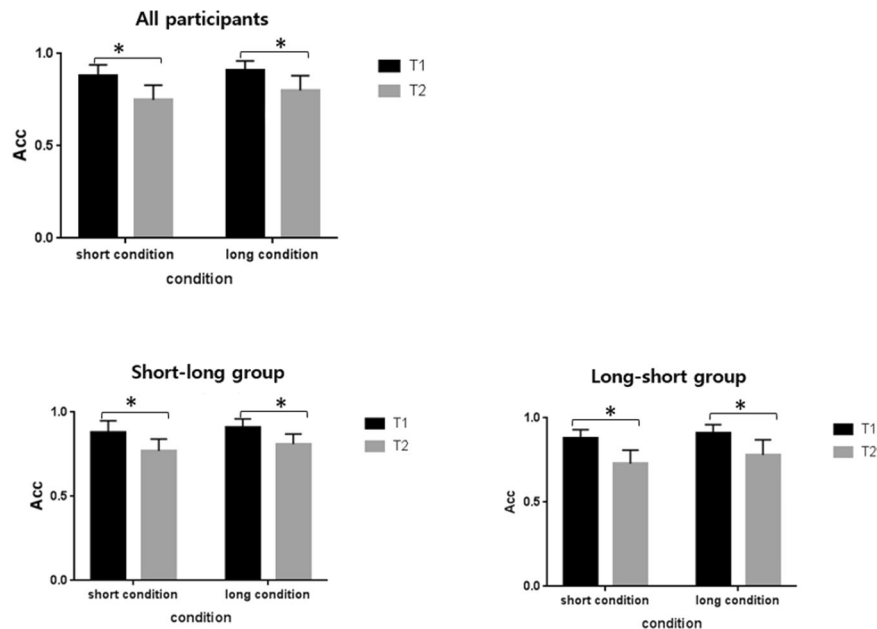 All participants
*
*
1.0
0.5
0.0
Acc
T1
T2
short condition
long condition
condition
Short-long group
*
*
1.0
0.5
0.0
Acc
T1
T2
short condition
long condition
condition
Long-short group
*
*
1.0
0.5
0.0
Acc
T1
T2
short condition
long condition
condition